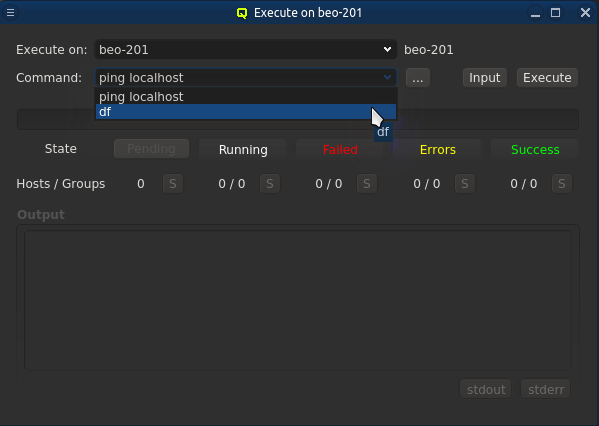 Execute on beo-201
Execute on: beo-201 beo-201
Command: ping localhost ... Input Execute
ping localhost
df
df
State Pending Running Failed Errors Success
Hosts / Groups 0 S 0 / 0 S 0 / 0 S 0 / 0 S 0 / 0 S
Output
stdout stderr